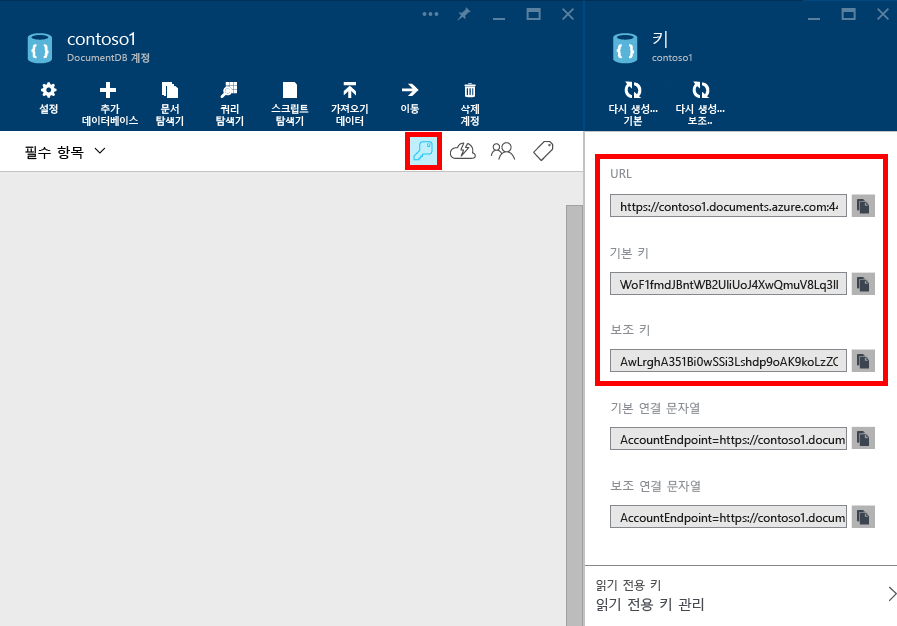 contoso1
DocumentDB 계정
설정
추가
데이터베이스
문서
탐색기
쿼리
탐색기
스크립트
탐색기
가져오기
데이터
이동
삭제
계정
필수 항목
키
contoso1
다시 생성...
기본
다시 생성...
보조..
URL
https://contoso1.documents.azure.com:44
기본 키
WoF1fmdJBntWB2UliUoJ4XwQmuV8Lq3lI
보조 키
AwLrghA351Bi0wSSi3Lshdp9oAK9koLzZC
기본 연결 문자열
AccountEndpoint=https://contoso1.docum
보조 연결 문자열
AccountEndpoint=https://contoso1.docum
읽기 전용 키
읽기 전용 키 관리